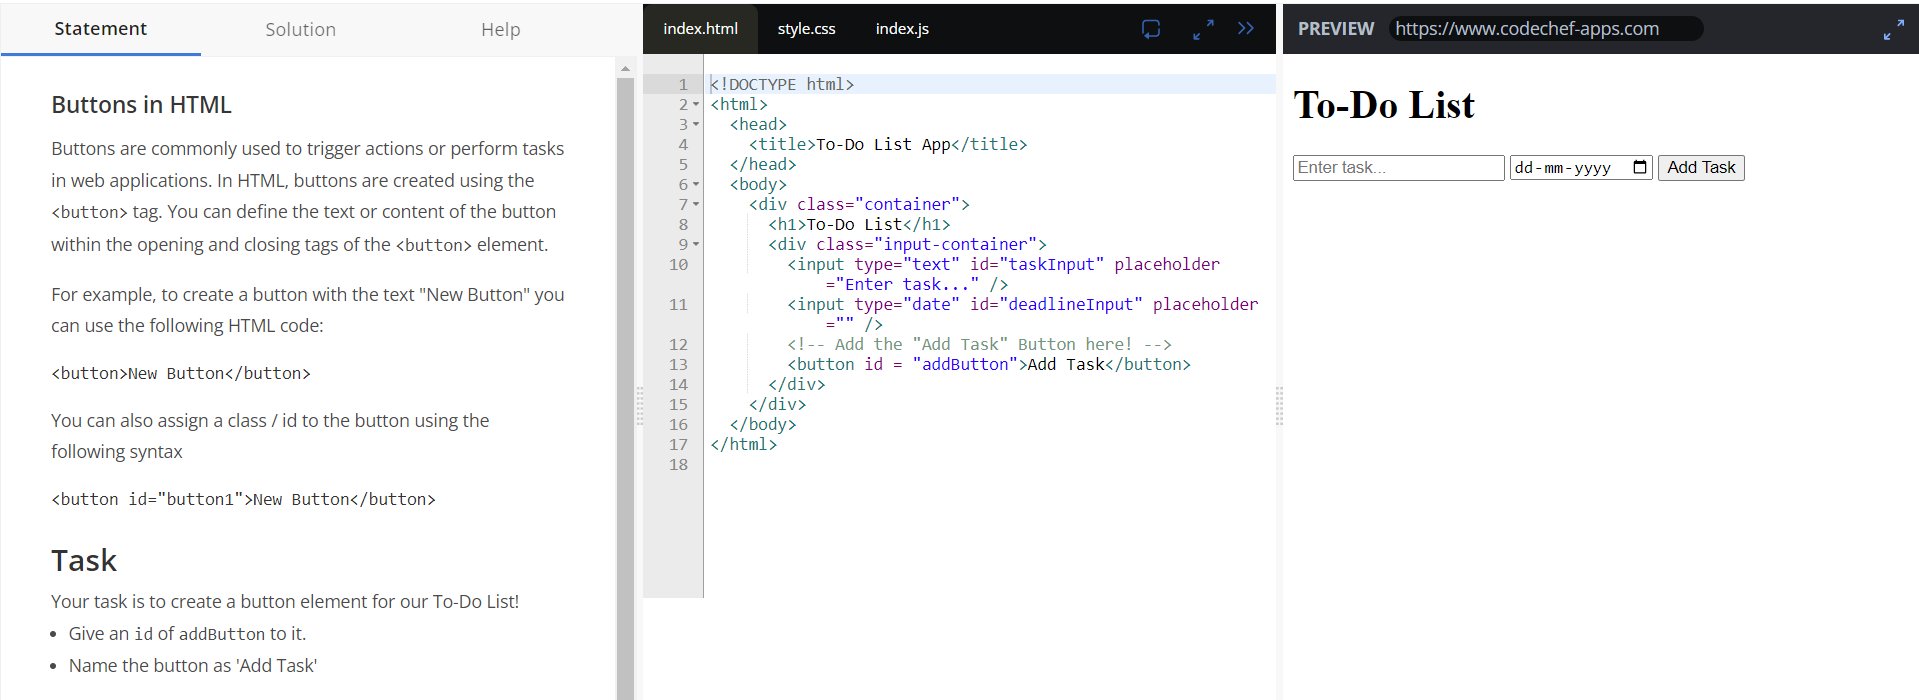 Statement
Solution
Help
Buttons in HTML
Buttons are commonly used to trigger actions or perform tasks
in web applications. In HTML, buttons are created using the
<button> tag. You can define the text or content of the button
within the opening and closing tags of the <button> element.
For example, to create a button with the text "New Button" you
can use the following HTML code:
<button>New Button</button>
You can also assign a class / id to the button using the
following syntax
<button id="button1">New Button</button>
Task
Your task is to create a button element for our To-Do List!
• Give an id of addButton to it.
• Name the button as 'Add Task'
index.html
style.css
index.js
1 <!DOCTYPE html>
2 <html>
3 <head>
4 <title>To-Do List App</title>
5 </head>
6 <body>
7 <div class="container">
8 <h1>To-Do List</h1>
9 <div class="input-container">
10 <input type="text" id="taskInput" placeholder
="Enter task..." />
11 <input type="date" id="deadlineInput" placeholder
="" />
12 <!-- Add the "Add Task" Button here! -->
13 <button id = "addButton">Add Task</button>
14 </div>
15 </div>
16 </body>
17 </html>
18
PREVIEW https://www.codechef-apps.com
To-Do List
Enter task... dd-mm-yyyy Add Task